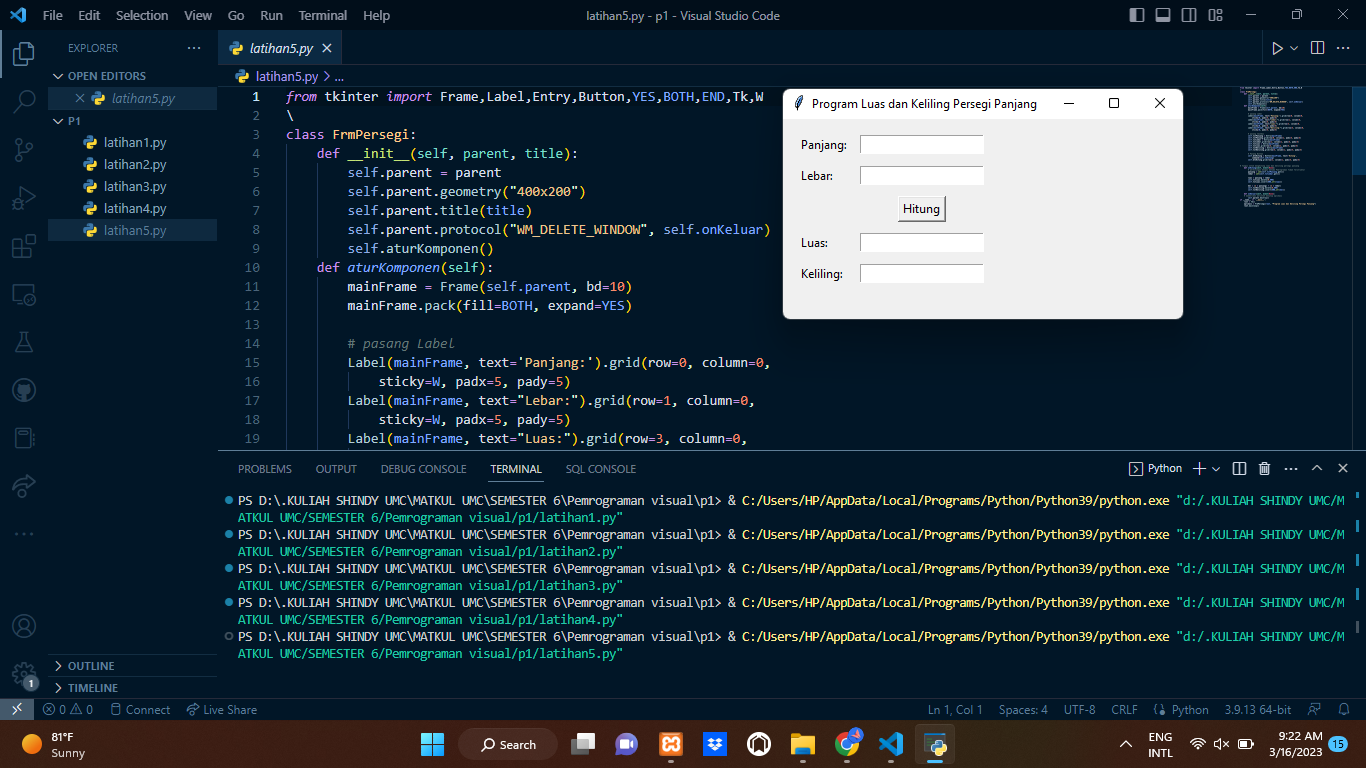 File Edit Selection View Go Run Terminal Help
latihan5.py - p1 - Visual Studio Code
EXPLORER
OPEN EDITORS
latihan5.py
P1
latihan1.py
latihan2.py
latihan3.py
latihan4.py
latihan5.py
OUTLINE
TIMELINE
latihan5.py
latihan5.py > ...
1 from tkinter import Frame,Label,Entry,Button,YES,BOTH,END,Tk,W
2 \
3 class FrmPersegi:
4 def __init__(self, parent, title):
5 self.parent = parent
6 self.parent.geometry("400x200")
7 self.parent.title(title)
8 self.parent.protocol("WM_DELETE_WINDOW", self.onKeluar)
9 self.aturKomponen()
10 def aturKomponen(self):
11 mainFrame = Frame(self.parent, bd=10)
12 mainFrame.pack(fill=BOTH, expand=YES)
13
14 # pasang Label
15 Label(mainFrame, text='Panjang:').grid(row=0, column=0,
16 sticky=W, padx=5, pady=5)
17 Label(mainFrame, text="Lebar:").grid(row=1, column=0,
18 sticky=W, padx=5, pady=5)
19 Label(mainFrame, text="Luas:").grid(row=3, column=0,
Program Luas dan Keliling Persegi Panjang
Panjang:
Lebar:
Hitung
Luas:
Keliling:
PROBLEMS OUTPUT DEBUG CONSOLE TERMINAL SQL CONSOLE
Python
PS D:\.KULIAH SHINDY UMC\MATKUL UMC\SEMESTER 6\Pemrograman visual\p1> & C:/Users/HP/AppData/Local/Programs/Python/Python39/python.exe "d:/.KULIAH SHINDY UMC/M
ATKUL UMC/SEMESTER 6/Pemrograman visual/p1/latihan1.py"
PS D:\.KULIAH SHINDY UMC\MATKUL UMC\SEMESTER 6\Pemrograman visual\p1> & C:/Users/HP/AppData/Local/Programs/Python/Python39/python.exe "d:/.KULIAH SHINDY UMC/M
ATKUL UMC/SEMESTER 6/Pemrograman visual/p1/latihan2.py"
PS D:\.KULIAH SHINDY UMC\MATKUL UMC\SEMESTER 6\Pemrograman visual\p1> & C:/Users/HP/AppData/Local/Programs/Python/Python39/python.exe "d:/.KULIAH SHINDY UMC/M
ATKUL UMC/SEMESTER 6/Pemrograman visual/p1/latihan3.py"
PS D:\.KULIAH SHINDY UMC\MATKUL UMC\SEMESTER 6\Pemrograman visual\p1> & C:/Users/HP/AppData/Local/Programs/Python/Python39/python.exe "d:/.KULIAH SHINDY UMC/M
ATKUL UMC/SEMESTER 6/Pemrograman visual/p1/latihan4.py"
PS D:\.KULIAH SHINDY UMC\MATKUL UMC\SEMESTER 6\Pemrograman visual\p1> & C:/Users/HP/AppData/Local/Programs/Python/Python39/python.exe "d:/.KULIAH SHINDY UMC/M
ATKUL UMC/SEMESTER 6/Pemrograman visual/p1/latihan5.py"
1
0 0 Connect Live Share
Ln 1, Col 1 Spaces: 4 UTF-8 CRLF Python 3.9.13 64-bit
81°F
Sunny
Search
ENG
INTL
9:22 AM
3/16/2023
15